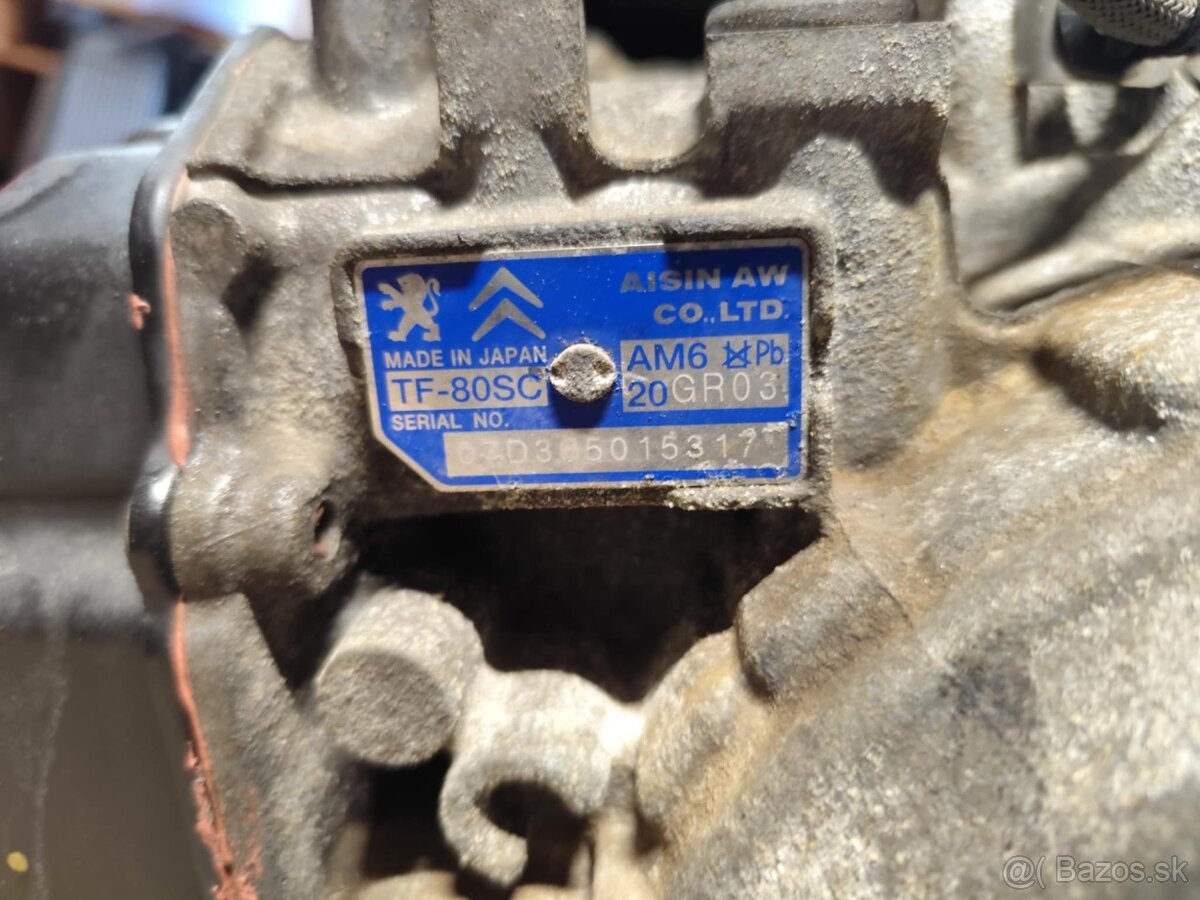 AISIN AW
CO.,LTD.
MADE IN JAPAN
AM6 Pb
TF-80SC
20GR03
SERIAL NO.
@( Bazos.sk